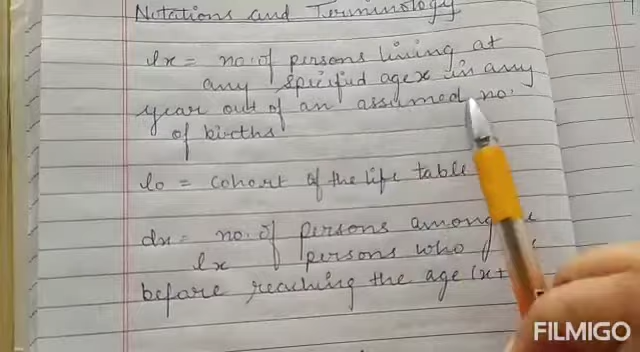 Notations and Terminology
lx = no. of persons lining at
any specified age x in any
year out of an assumed no.
of births
lo = cohort of the life table
dx = no. of persons among
lx persons who
before reaching the age (x+
FILMIGO